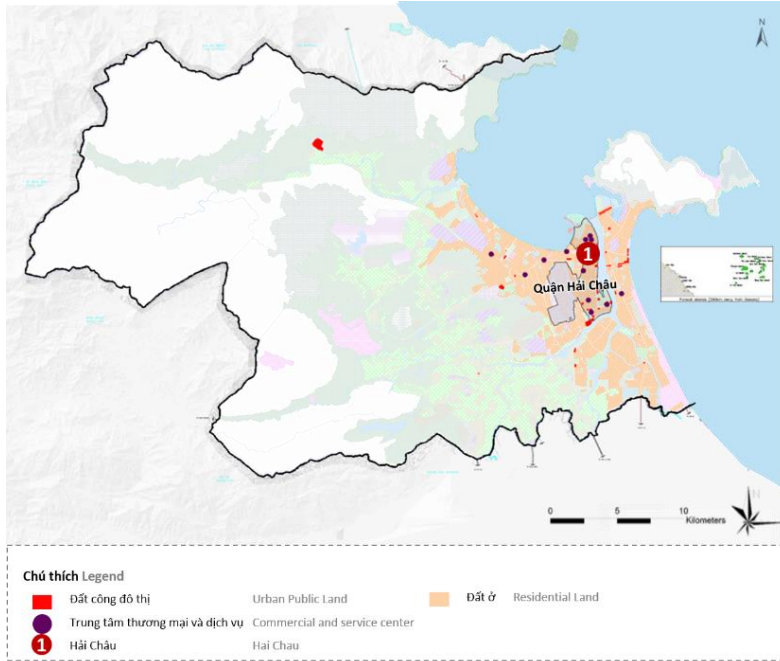 N
1
Quận Hải Châu
N
0 5 10
Kilometers
Chú thích Legend
Đất công đô thị Urban Public Land Đất ở Residential Land
Trung tâm thương mại và dịch vụ Commercial and service center
1 Hải Châu Hai Chau